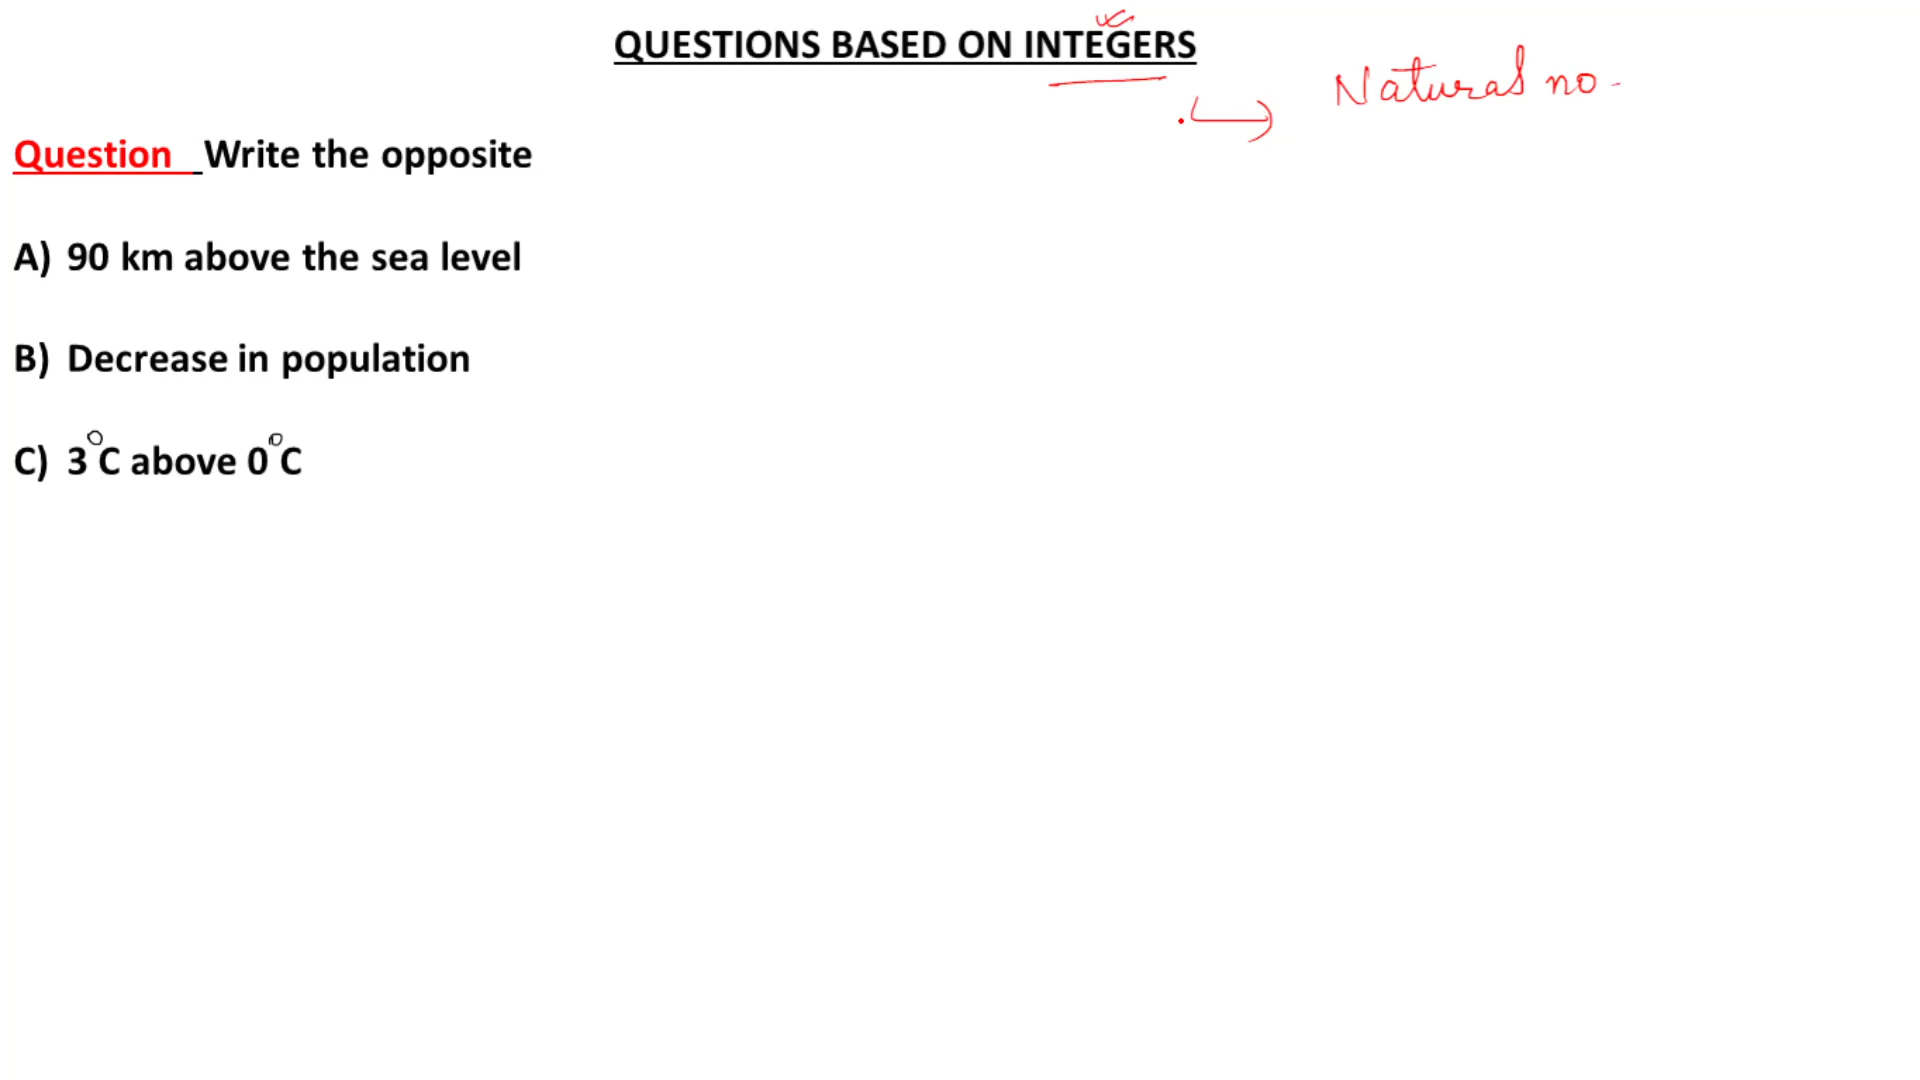 QUESTIONS BASED ON INTEGERS
Natural no.
Question Write the opposite
A) 90 km above the sea level
B) Decrease in population
C) 3°C above 0°C